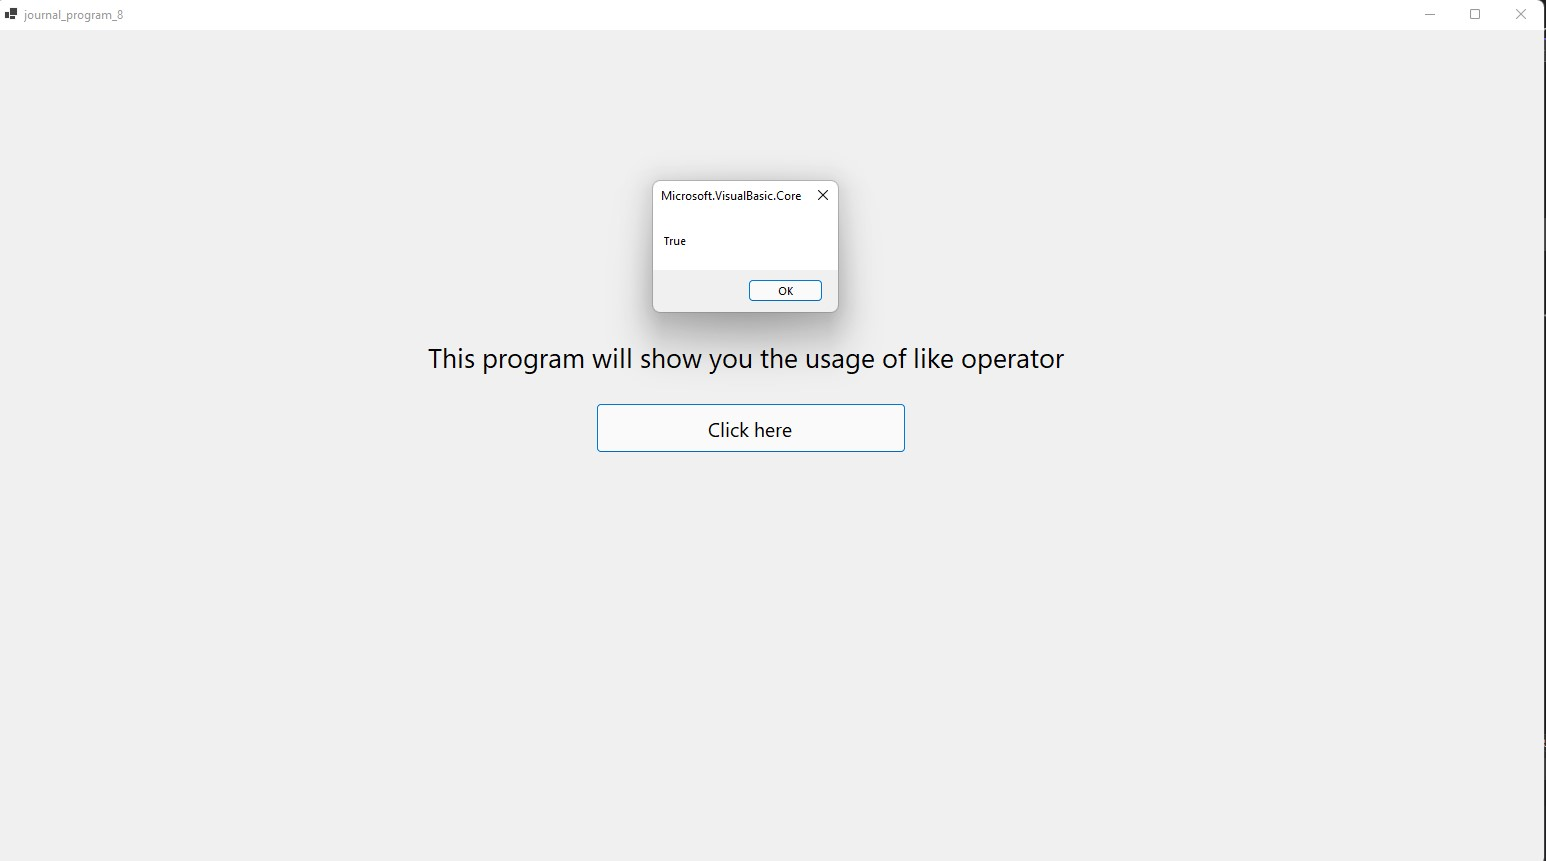 journal_program_8
Microsoft.VisualBasic.Core
True
OK
This program will show you the usage of like operator
Click here